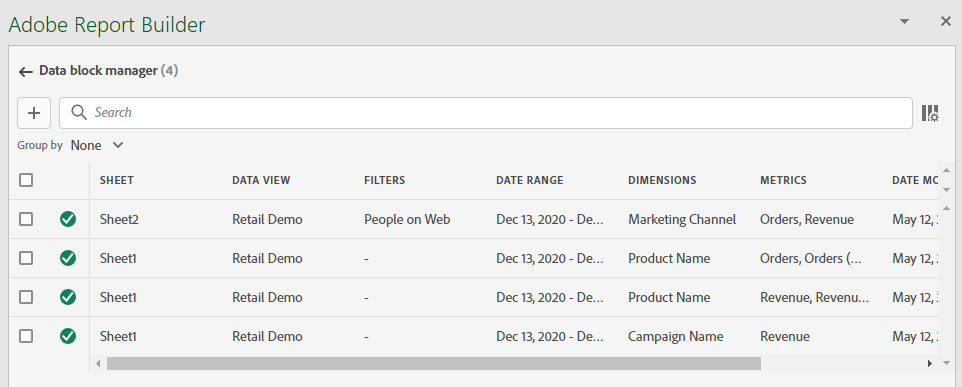 Adobe Report Builder
Data block manager (4)
Search
Group by None
SHEET DATA VIEW FILTERS DATE RANGE DIMENSIONS METRICS DATE MO
Sheet2 Retail Demo People on Web Dec 13, 2020 - De... Marketing Channel Orders, Revenue May 12,
Sheet1 Retail Demo - Dec 13, 2020 - De... Product Name Orders, Orders (... May 12,
Sheet1 Retail Demo - Dec 13, 2020 - De... Product Name Revenue, Revenu... May 12,
Sheet1 Retail Demo - Dec 13, 2020 - De... Campaign Name Revenue May 12,